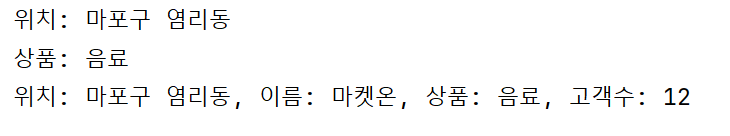 위치: 마포구 염리동
상품: 음료
위치: 마포구 염리동, 이름: 마켓온, 상품: 음료, 고객수: 12